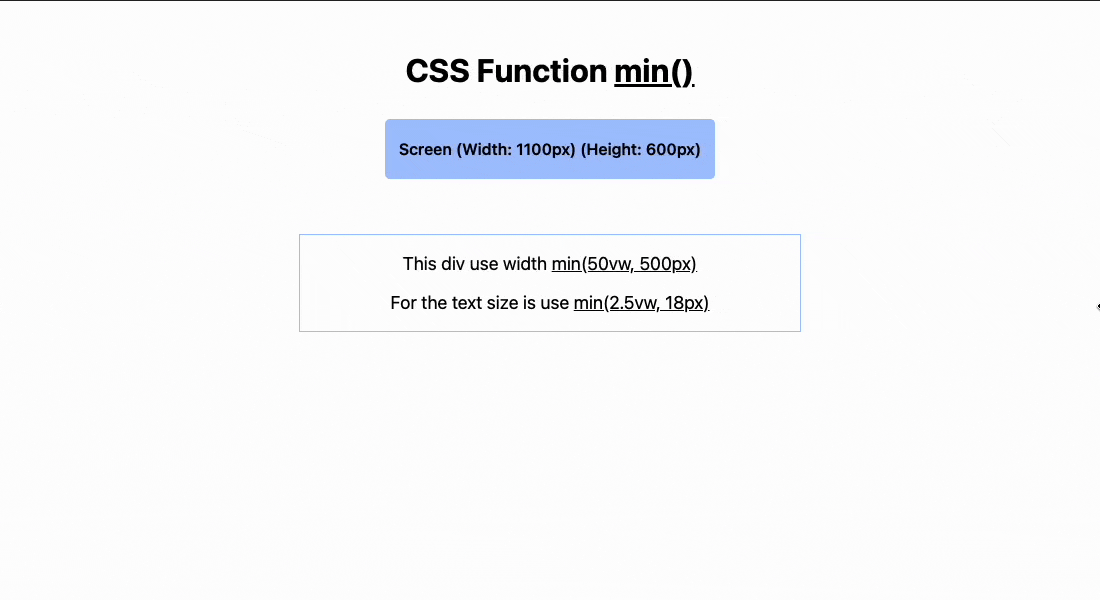 CSS Function min()
Screen (Width: 1100px) (Height: 600px)
This div use width min(50vw, 500px)
For the text size is use min(2.5vw, 18px)